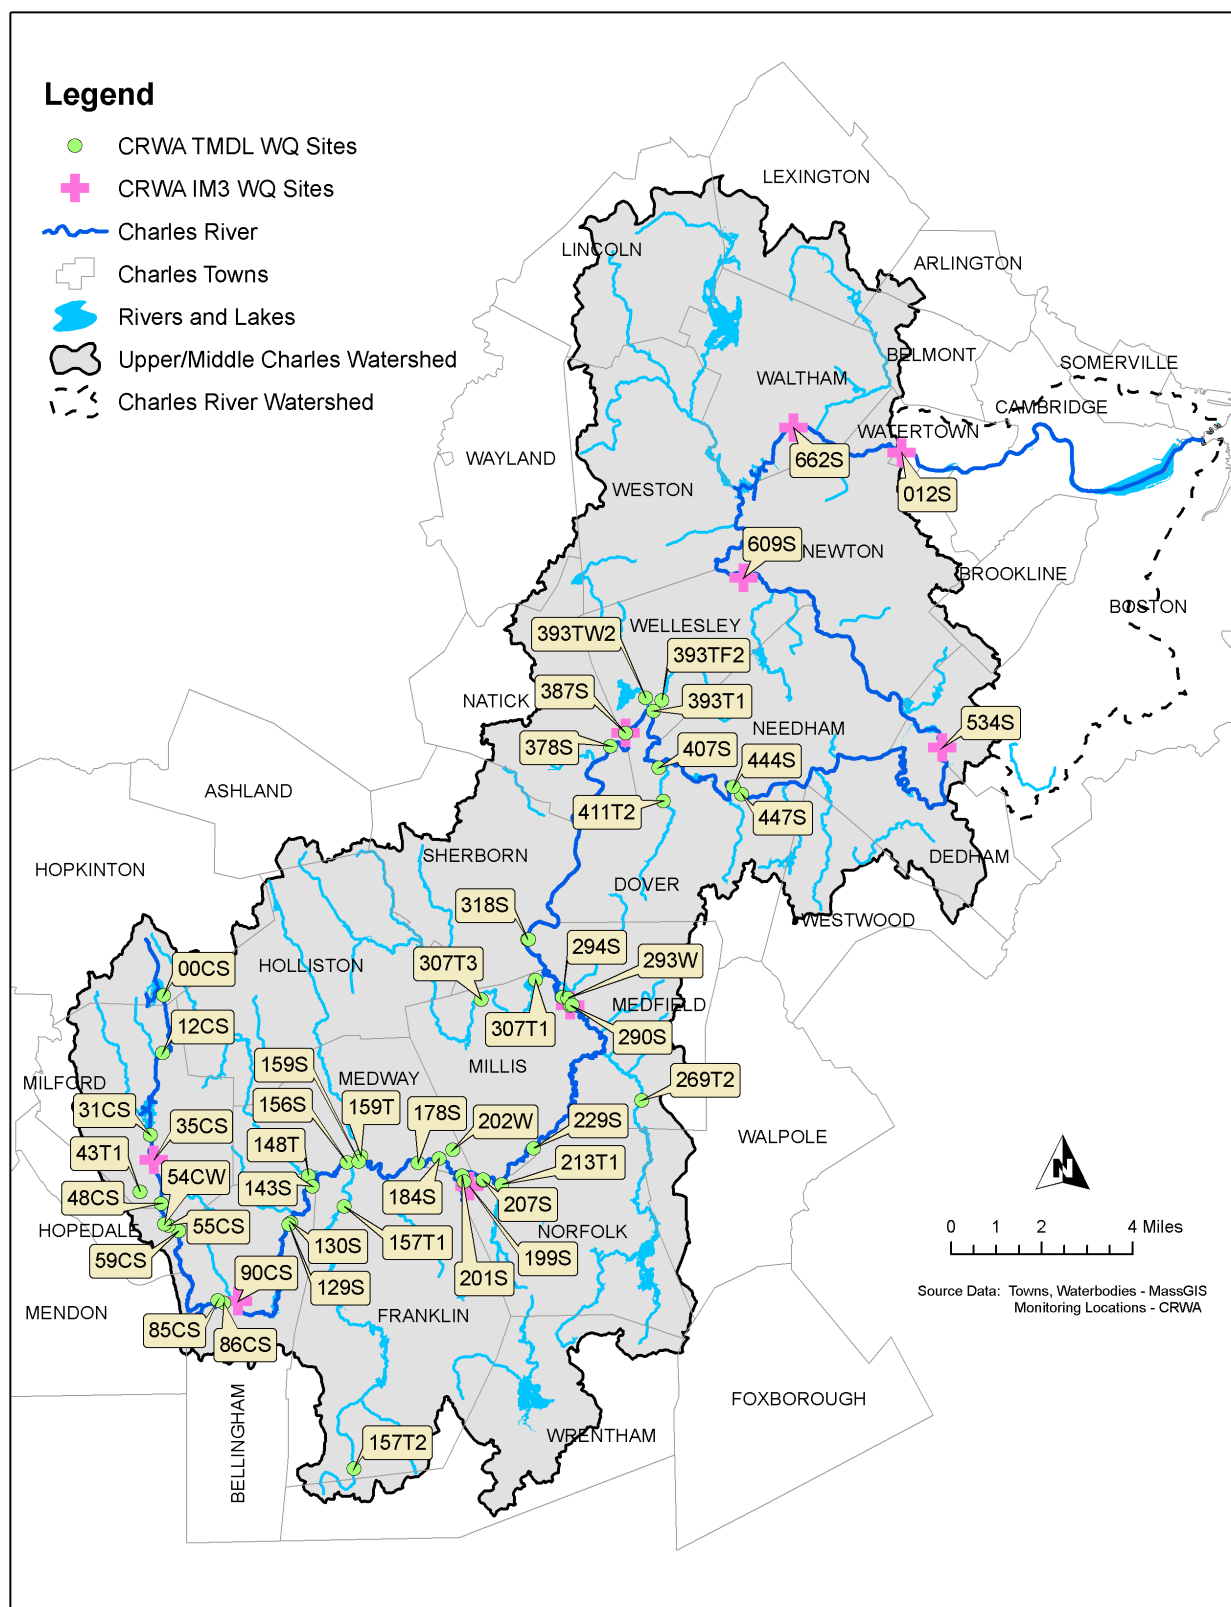 Legend
CRWA TMDL WQ Sites
CRWA IM3 WQ Sites
Charles River
Charles Towns
Rivers and Lakes
Upper/Middle Charles Watershed
Charles River Watershed
LEXINGTON
LINCOLN
ARLINGTON
BELMONT
SOMERVILLE
WALTHAM
CAMBRIDGE
WATERTOWN
WAYLAND
662S
WESTON
012S
609S
NEWTON
BROOKLINE
BOSTON
393TW2
WELLESLEY
393TF2
387S
NATICK
393T1
534S
NEEDHAM
378S
407S
444S
ASHLAND
411T2
447S
SHERBORN
DEDHAM
HOPKINTON
DOVER
318S
WESTWOOD
294S
00CS
HOLLISTON
307T3
293W
MEDFIELD
12CS
307T1
290S
159S
MILLIS
MEDWAY
MILFORD
269T2
156S
159T
178S
202W
229S
31CS
35CS
WALPOLE
43T1
148T
54CW
213T1
143S
48CS
184S
207S
HOPEDALE
55CS
NORFOLK
130S
157T1
59CS
199S
0 1 2 4 Miles
90CS
129S
201S
Source Data: Towns, Waterbodies - MassGIS
Monitoring Locations - CRWA
MENDON
FRANKLIN
85CS
86CS
N
BELLINGHAM
FOXBOROUGH
WRENTHAM
157T2